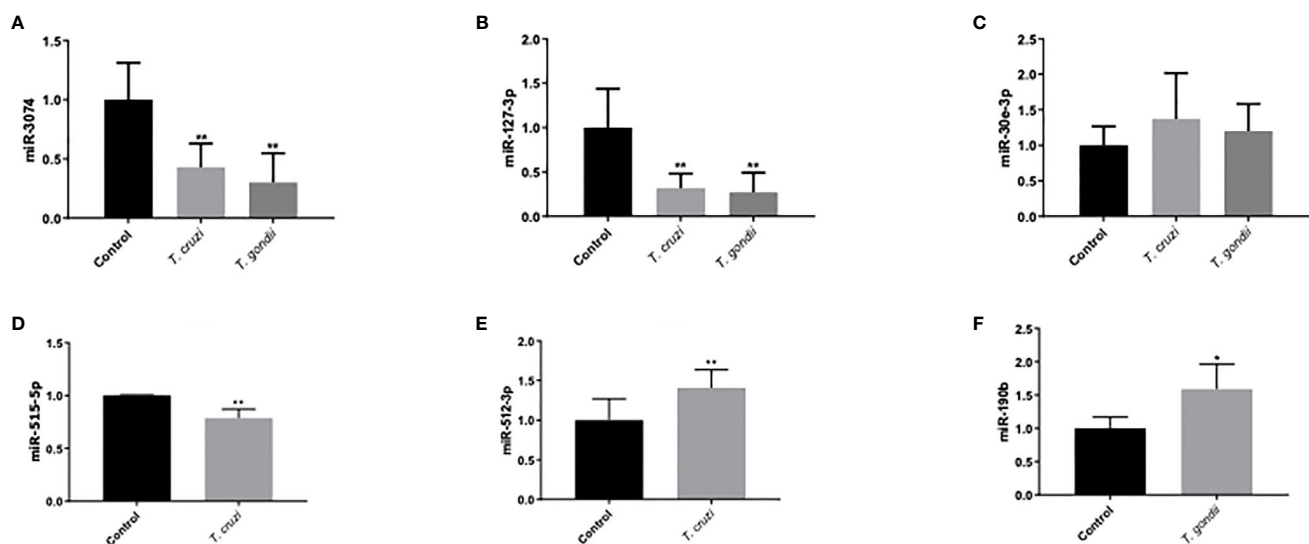 A
miR-3074
1.5
1.0
0.5
0.0
**
**
Control
T. cruzi
T. gondii
B
miR-127-3p
2.0
1.5
1.0
0.5
0.0
**
**
Control
T. cruzi
T. gondii
C
miR-30e-3p
2.5
2.0
1.5
1.0
0.5
0.0
Control
T. cruzi
T. gondii
D
miR-515-5p
1.5
1.0
0.5
0.0
**
Control
T. cruzi
E
miR-512-3p
2.0
1.5
1.0
0.5
0.0
**
Control
T. cruzi
F
miR-190b
2.5
2.0
1.5
1.0
0.5
0.0
*
Control
T. gondii